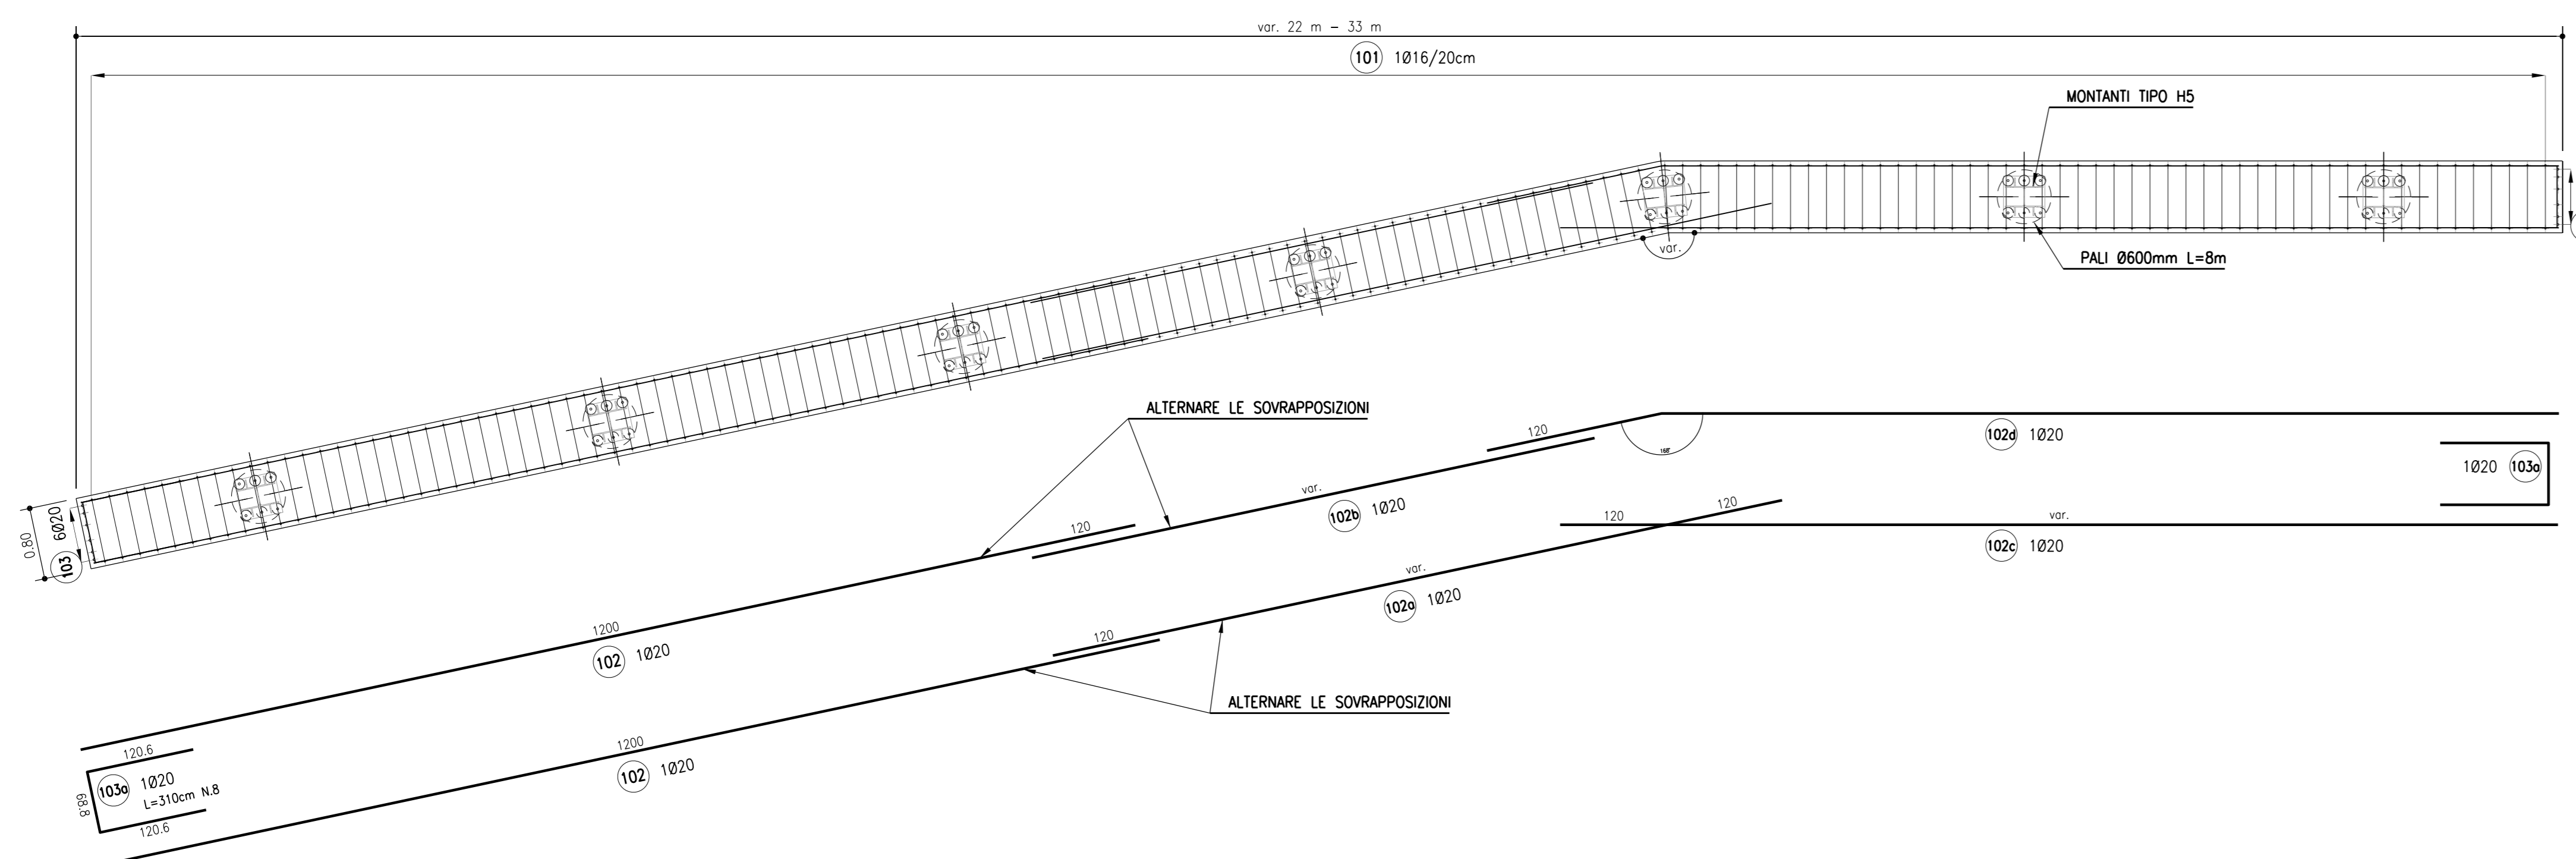 var. 22 m - 33 m
101 1Ø16/20cm
MONTANTI TIPO H5
var.
PALI Ø600mm L=8m
ALTERNARE LE SOVRAPPOSIZIONI
120
102d 1Ø20
1Ø20 103a
var.
102b 1Ø20
120
120
120
var.
102c 1Ø20
0.80
6Ø20
103
var.
102a 1Ø20
1200
102 1Ø20
120
ALTERNARE LE SOVRAPPOSIZIONI
1200
102 1Ø20
120.6
103a 1Ø20
L=310cm N.8
68.8
120.6